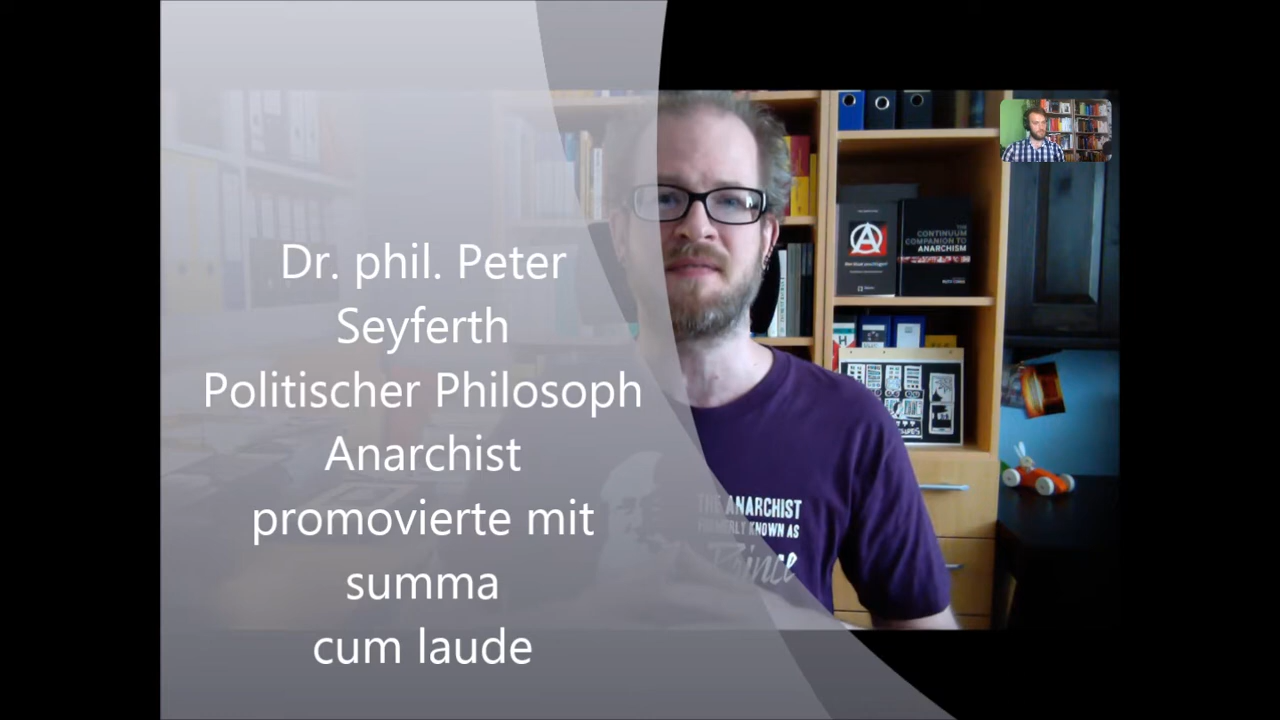 Dr. phil. Peter
Seyferth
Politischer Philosoph
Anarchist
promovierte mit
summa
cum laude
THE
CONTINUUM
COMPANION TO
ANARCHISM
THE ANARCHIST
FORMERLY KNOWN AS
Prince
H